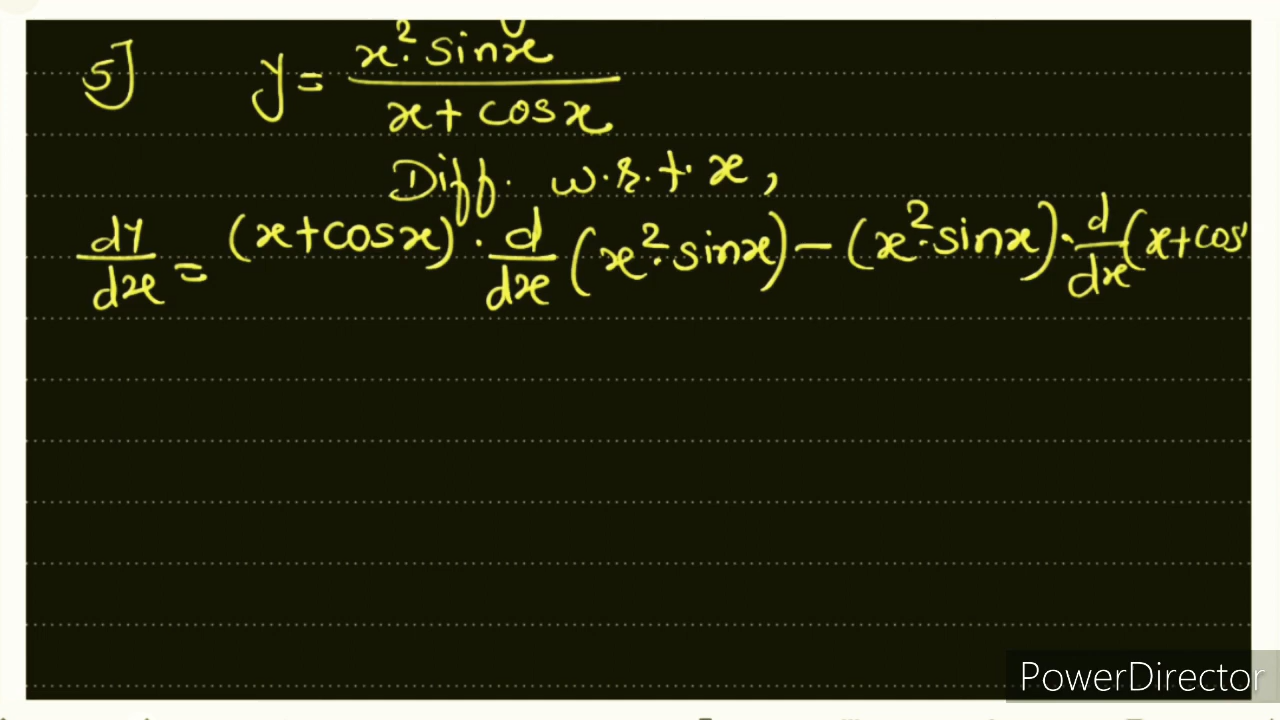 5] y = x². sinx / x + cosx
Diff. w.r.t. x,
dy/dx = (x+cosx) . d/dx (x². sinx) – (x². sinx) . d/dx (x+cos
PowerDirector